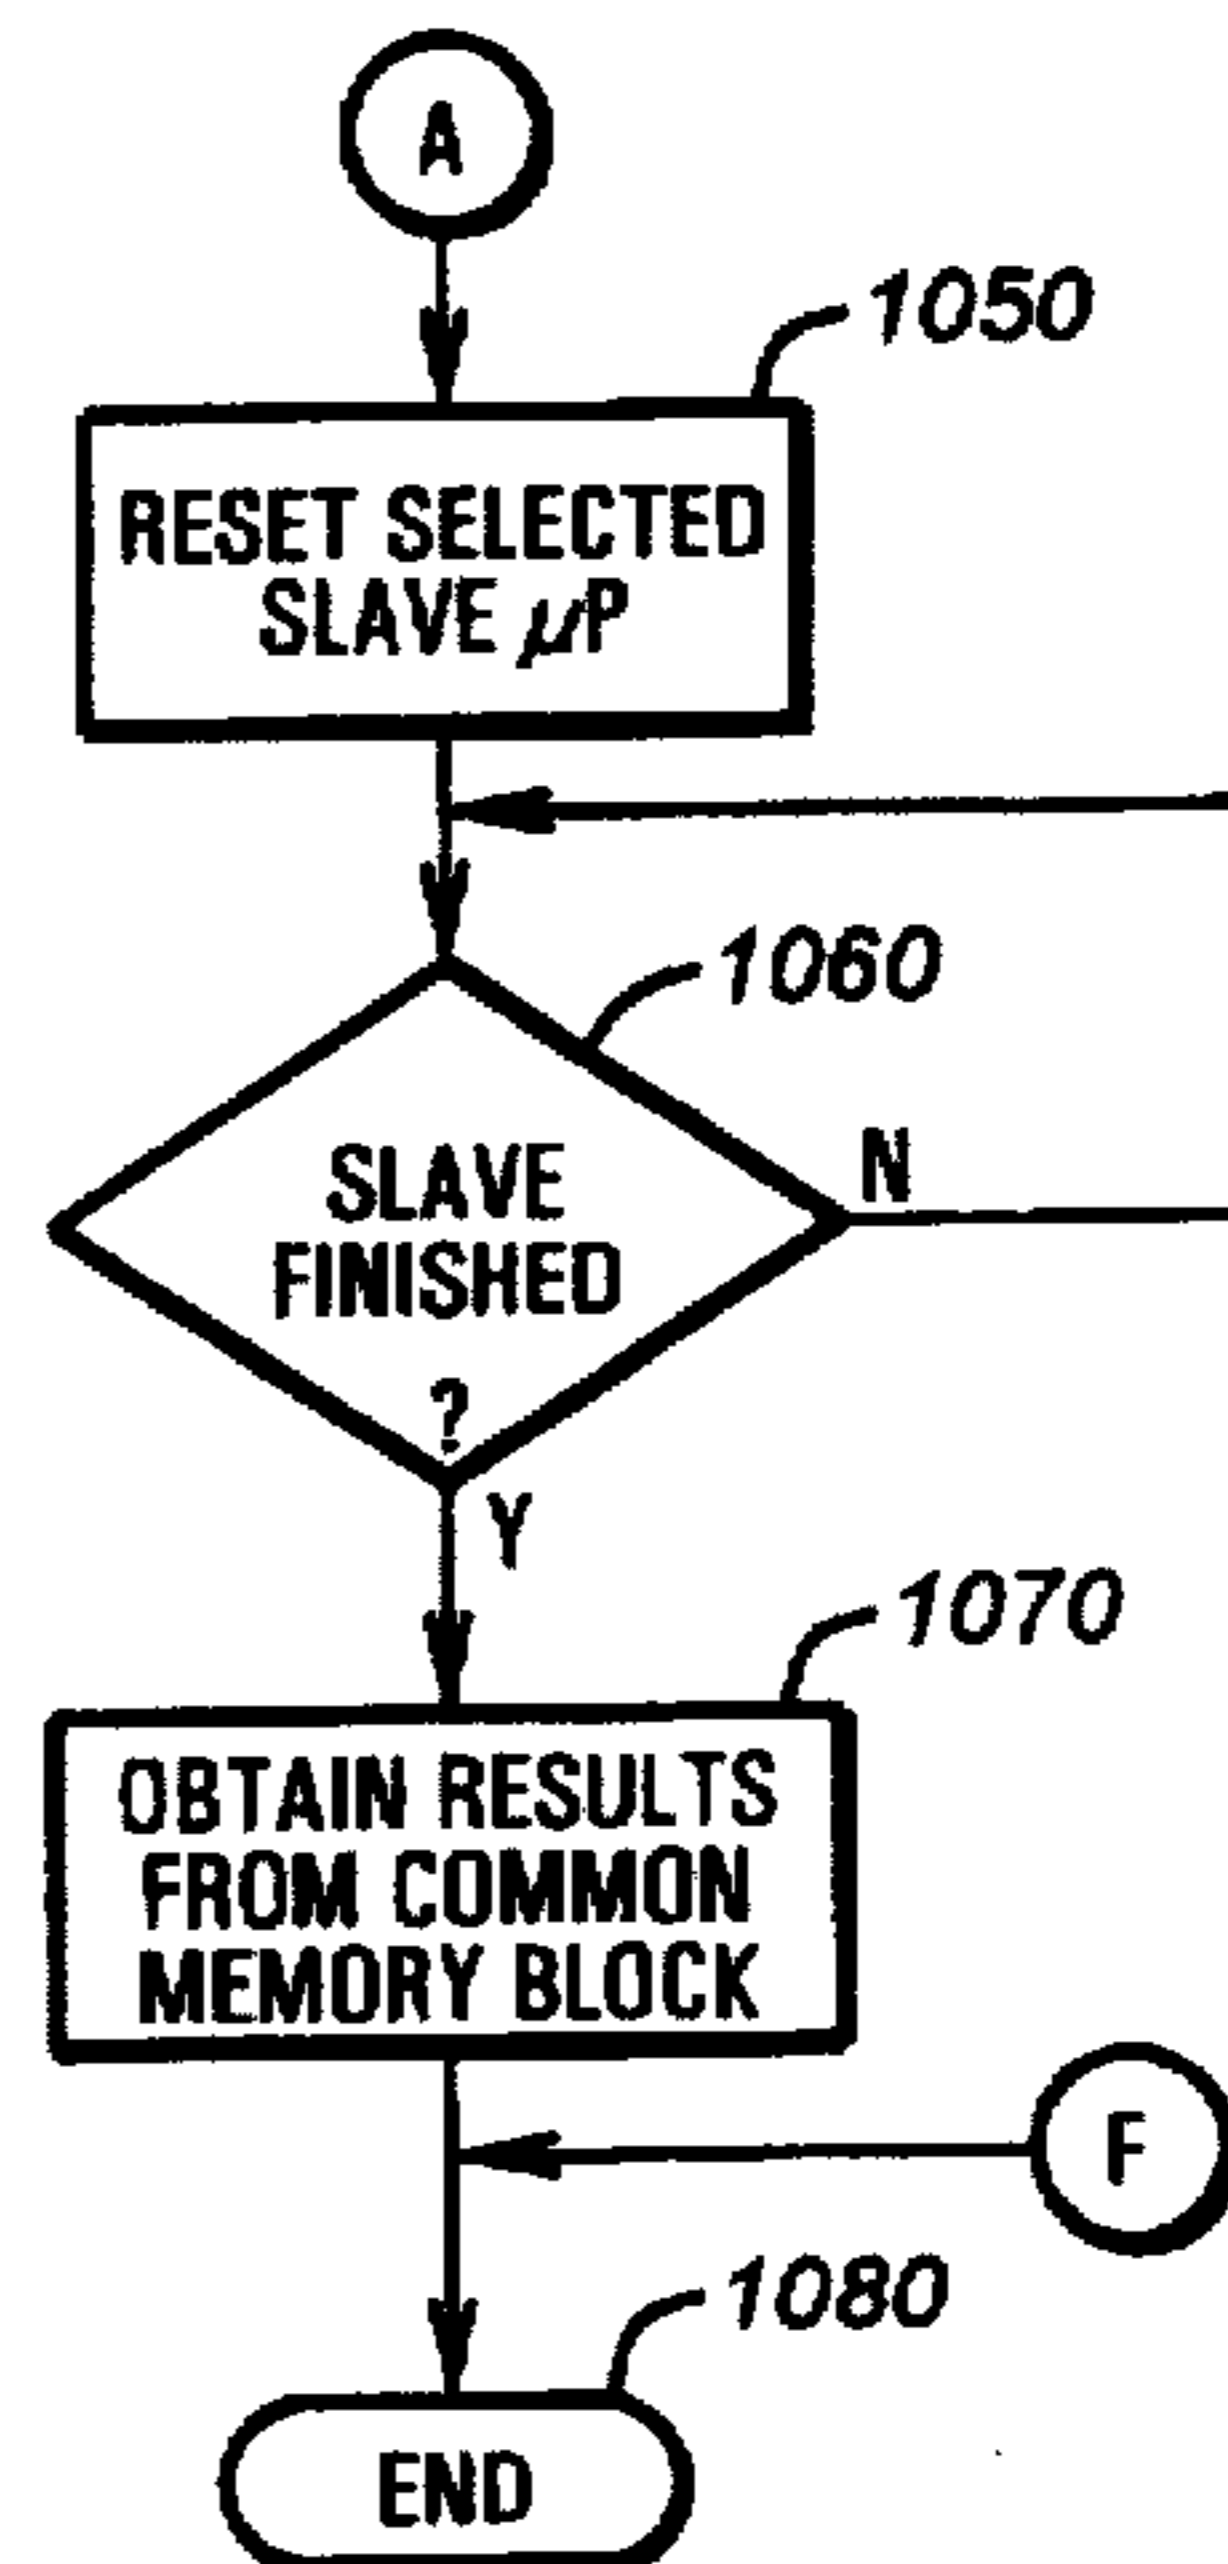 A
1050
RESET SELECTED
SLAVE µP
1060
SLAVE
FINISHED
?
N
Y
1070
OBTAIN RESULTS
FROM COMMON
MEMORY BLOCK
F
1080
END